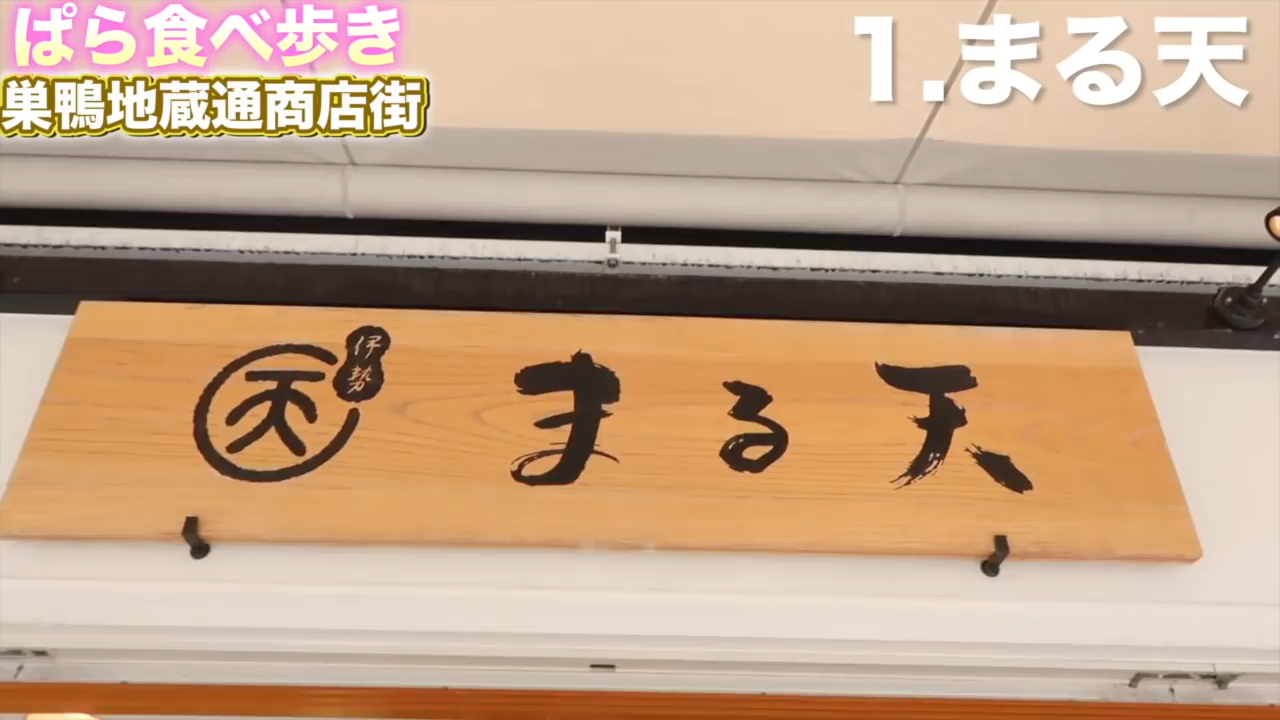 ぱら食べ歩き
巣鴨地蔵通商店街
1.まる天
天
伊勢
まる天